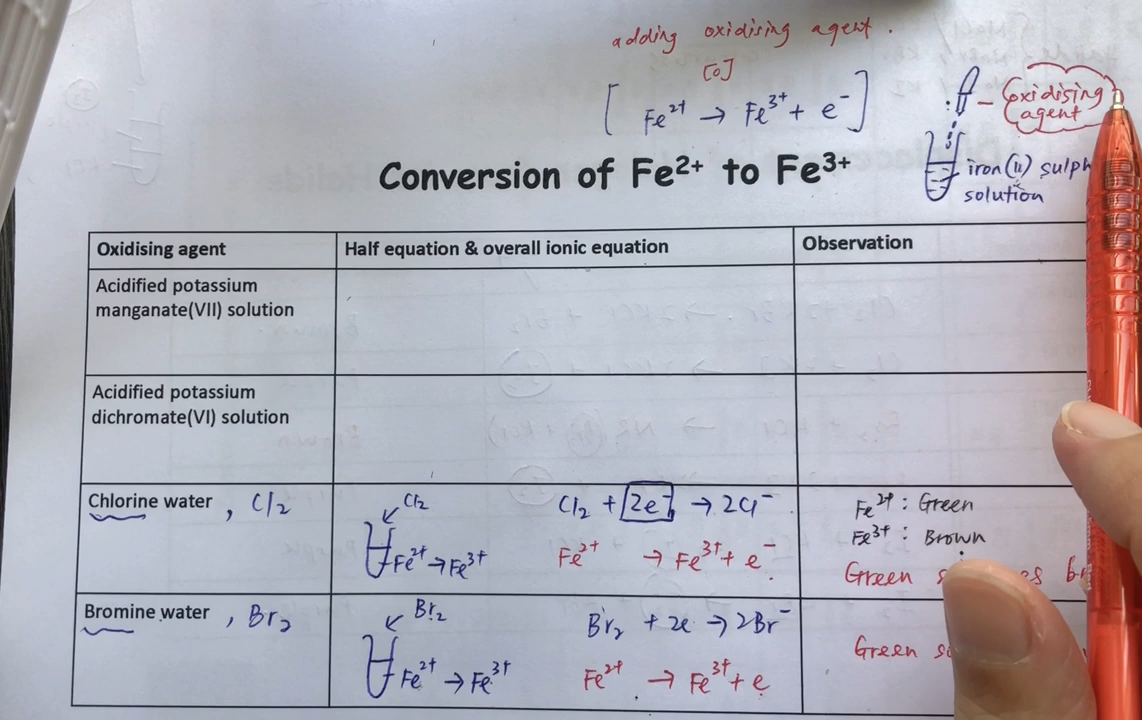 adding oxidising agent.
[O]
[ Fe²⁺ → Fe³⁺ + e⁻ ]
oxidising
agent
iron(II) sulph
solution
Conversion of Fe²⁺ to Fe³⁺
Oxidising agent
Half equation & overall ionic equation
Observation
Acidified potassium
manganate(VII) solution
Acidified potassium
dichromate(VI) solution
Chlorine water , Cl₂
Cl₂
Fe²⁺ → Fe³⁺
Cl₂ + 2e⁻ → 2Cl⁻
Fe²⁺ → Fe³⁺ + e⁻
Fe²⁺ : Green
Fe³⁺ : Brown
Green
Bromine water , Br₂
Br₂
Fe²⁺ → Fe³⁺
Br₂ + 2e → 2Br⁻
Fe²⁺ → Fe³⁺ + e
Green